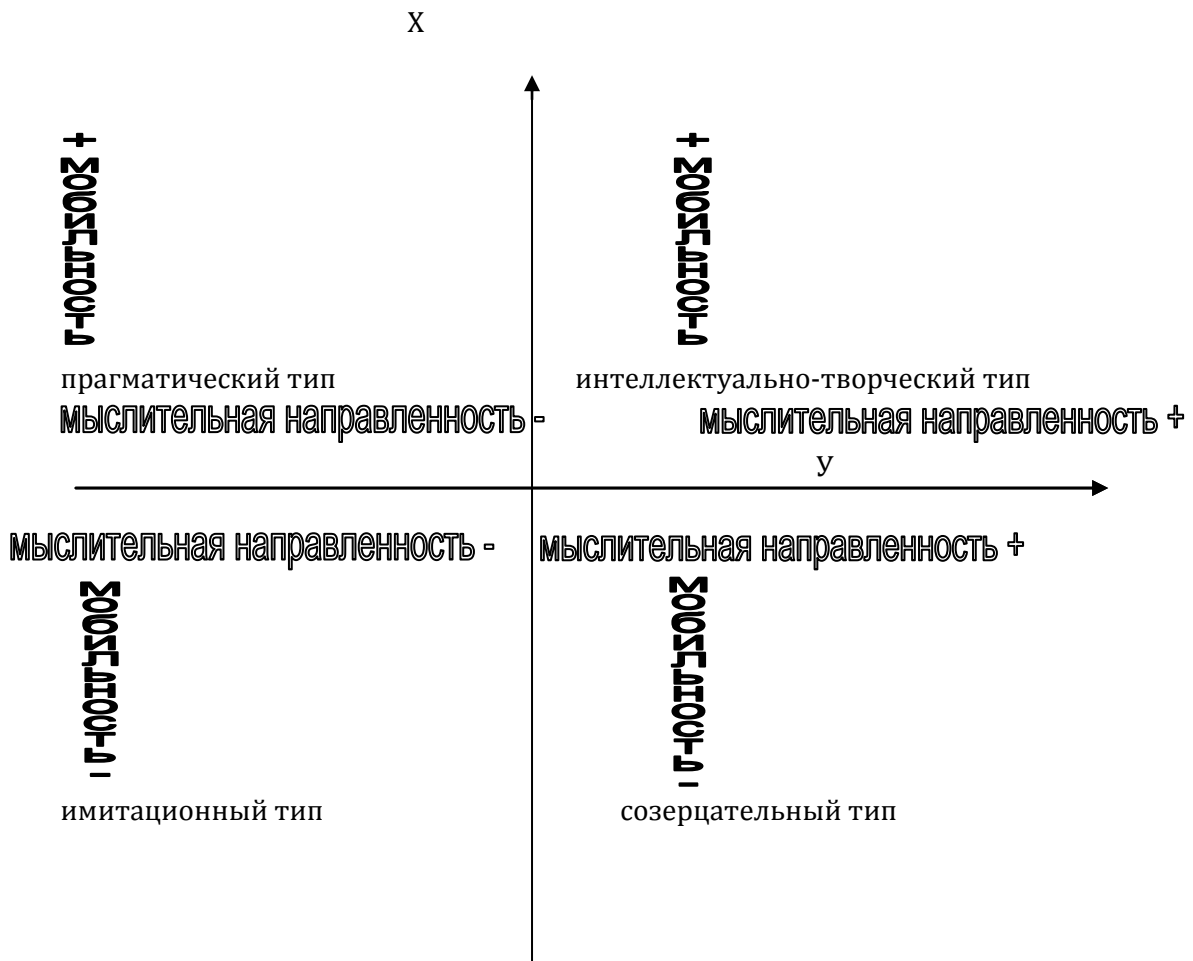 Х
+ Мобильность
+ Мобильность
прагматический тип
интеллектуально-творческий тип
мыслительная направленность -
мыслительная направленность +
У
мыслительная направленность -
мыслительная направленность +
Мобильность -
Мобильность -
имитационный тип
созерцательный тип